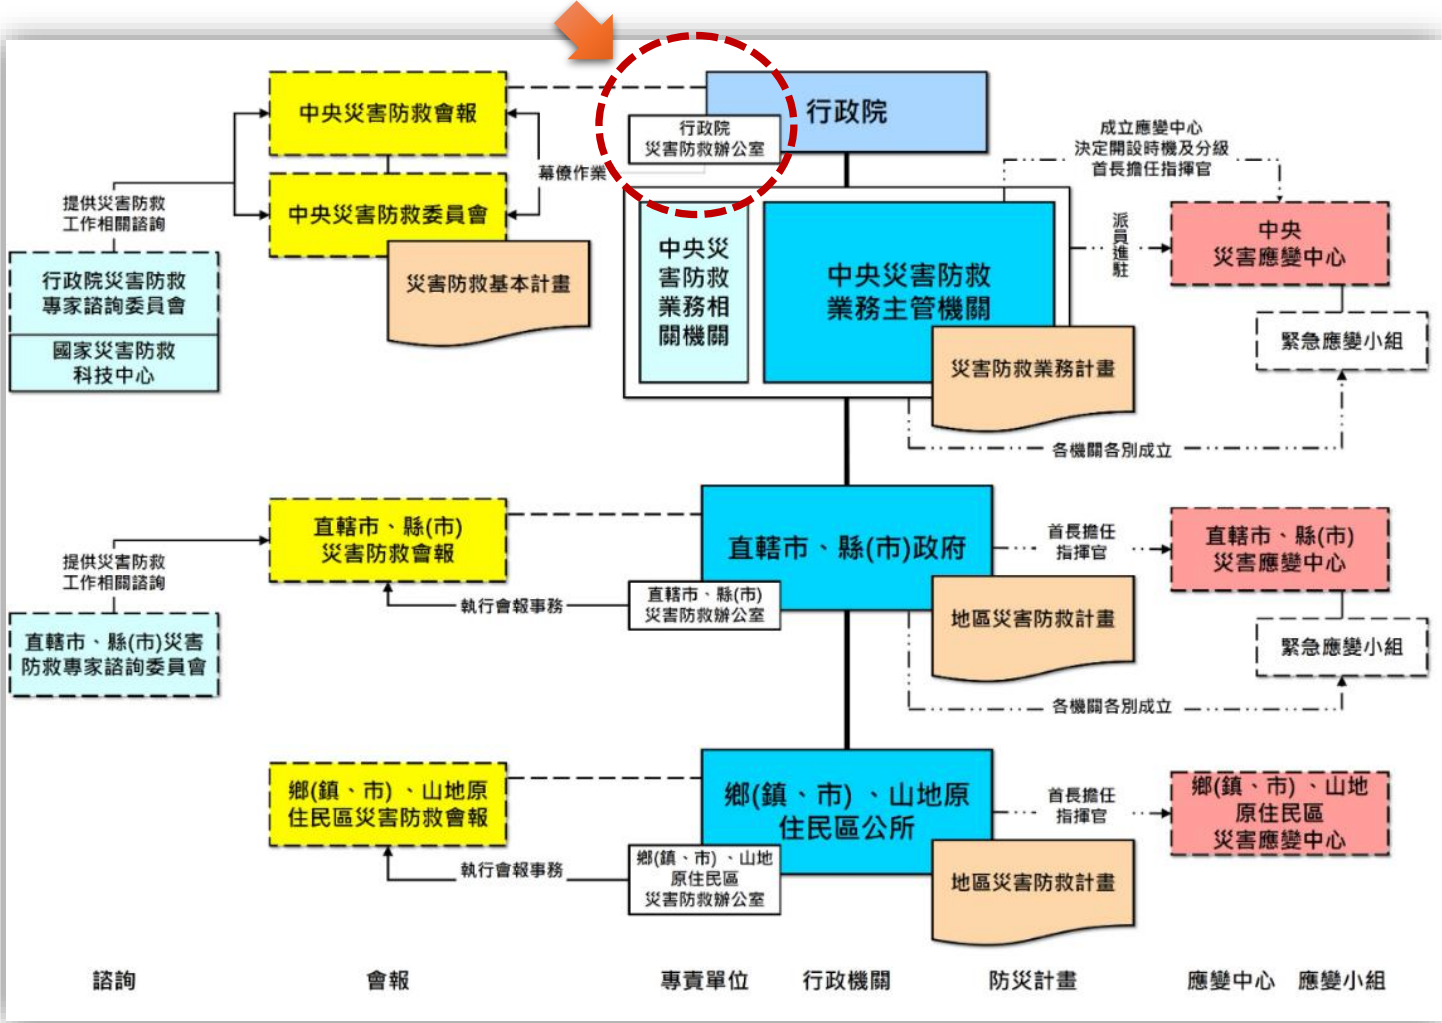 中央災害防救會報
行政院
行政院
災害防救辦公室
成立應變中心
決定開設時機及分級
首長擔任指揮官
幕僚作業
提供災害防救
工作相關諮詢
中央災害防救委員會
派員進駐
中央
災害應變中心
行政院災害防救
專家諮詢委員會
國家災害防救
科技中心
災害防救基本計畫
中央災
害防救
業務相
關機關
中央災害防救
業務主管機關
災害防救業務計畫
緊急應變小組
各機關各別成立
直轄市、縣(市)
災害防救會報
直轄市、縣(市)政府
首長擔任
指揮官
直轄市、縣(市)
災害應變中心
提供災害防救
工作相關諮詢
執行會報事務
直轄市、縣(市)
災害防救辦公室
地區災害防救計畫
直轄市、縣(市)災害
防救專家諮詢委員會
緊急應變小組
各機關各別成立
鄉(鎮、市) 、山地原
住民區災害防救會報
鄉(鎮、市) 、山地原
住民區公所
首長擔任
指揮官
鄉(鎮、市) 、山地
原住民區
災害應變中心
執行會報事務
鄉(鎮、市) 、山地
原住民區
災害防救辦公室
地區災害防救計畫
諮詢
會報
專責單位
行政機關
防災計畫
應變中心
應變小組